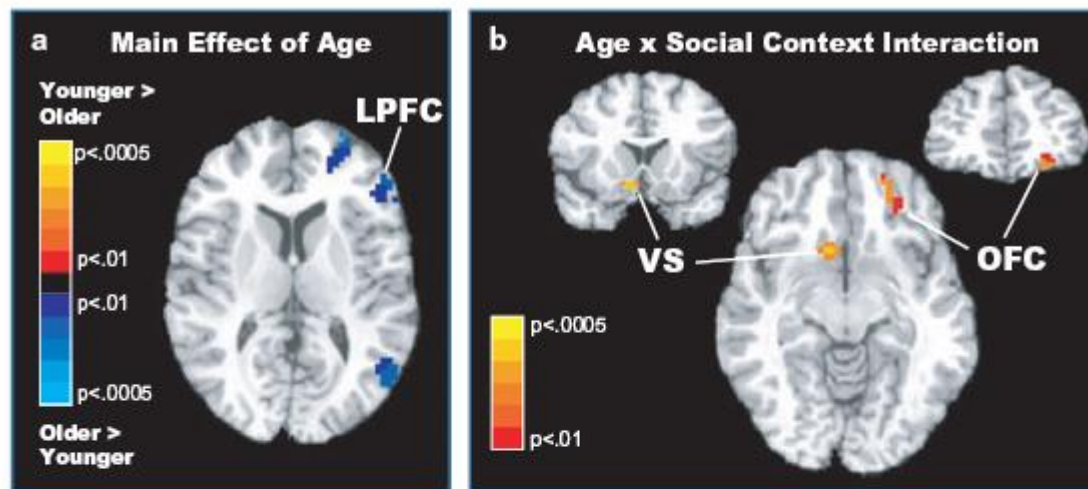 a Main Effect of Age
Younger >
Older
LPFC
p<.0005
p<.01
p<.01
p<.0005
Older >
Younger
b Age x Social Context Interaction
VS
OFC
p<.0005
p<.01